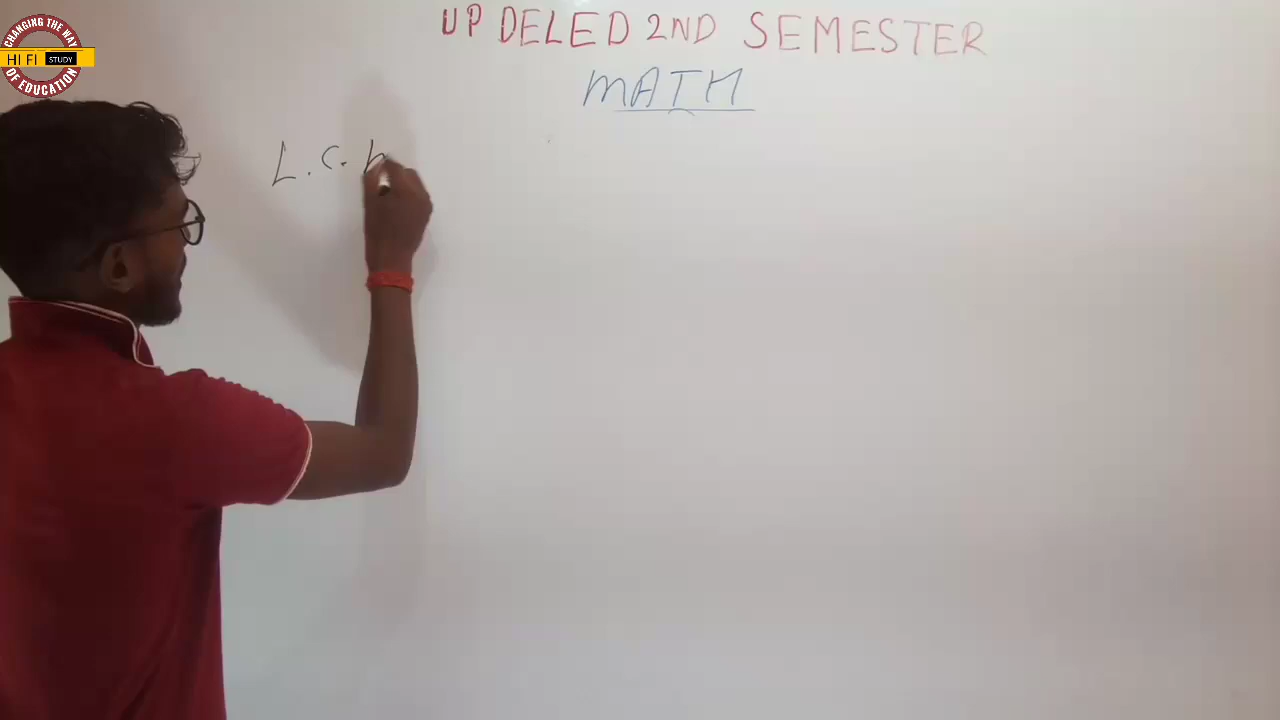 CHANGING THE WAY
HI FI STUDY
OF EDUCATION
UP DELED 2ND SEMESTER
MATH
L.C.